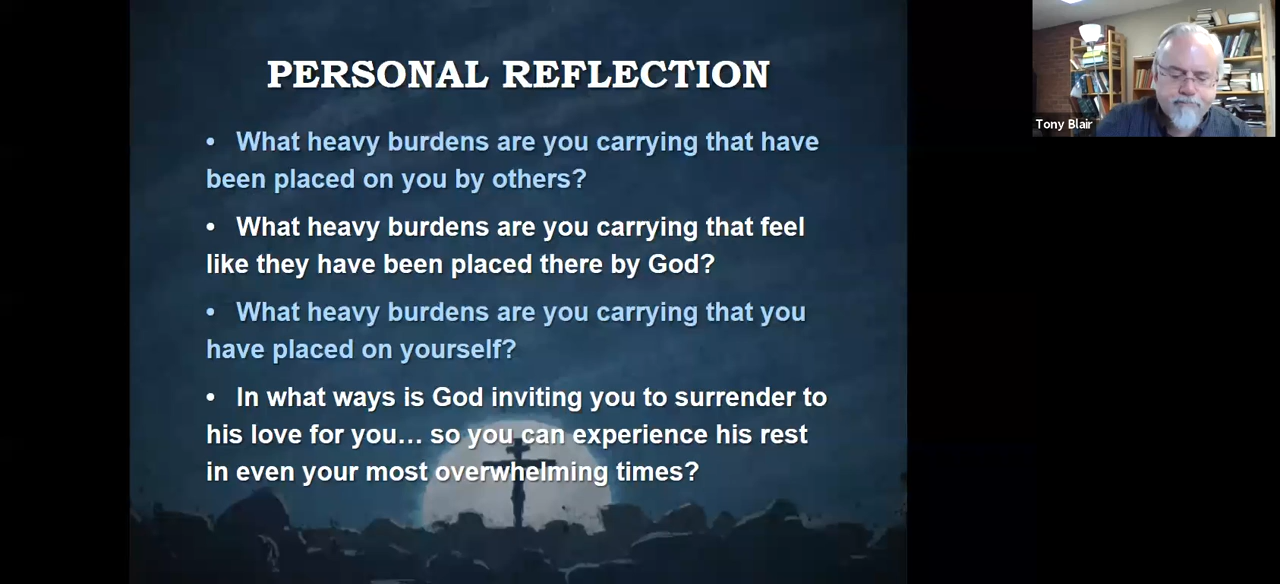 PERSONAL REFLECTION
• What heavy burdens are you carrying that have
been placed on you by others?
• What heavy burdens are you carrying that feel
like they have been placed there by God?
• What heavy burdens are you carrying that you
have placed on yourself?
• In what ways is God inviting you to surrender to
his love for you... so you can experience his rest
in even your most overwhelming times?
Tony Blair